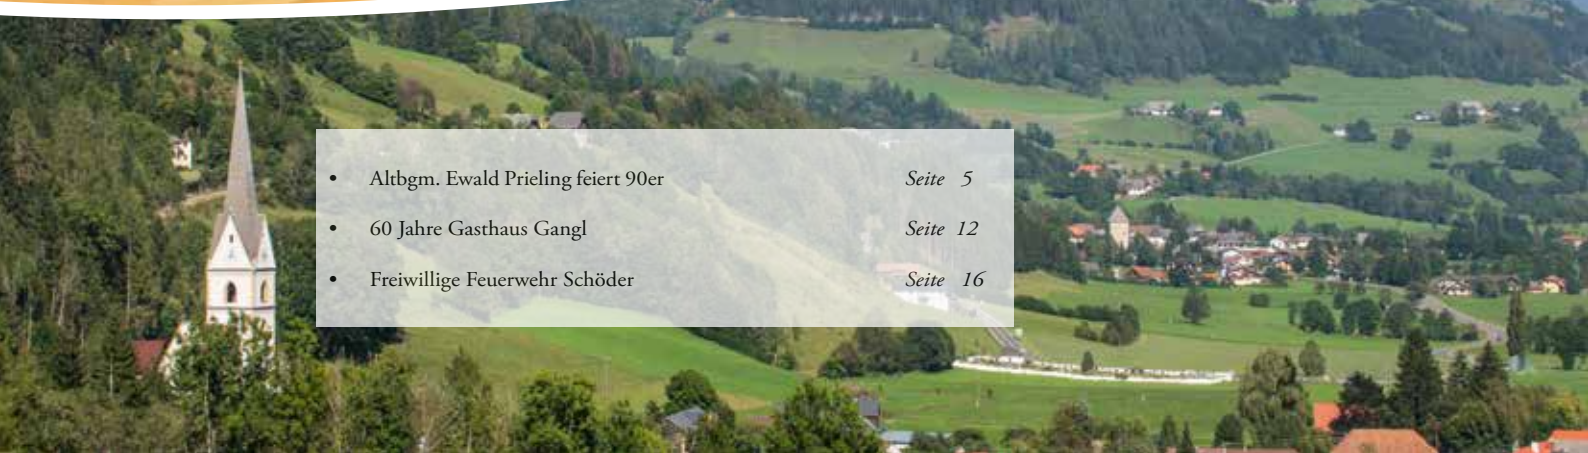 • Altbgm. Ewald Prieling feiert 90er Seite 5
• 60 Jahre Gasthaus Gangl Seite 12
• Freiwillige Feuerwehr Schöder Seite 16